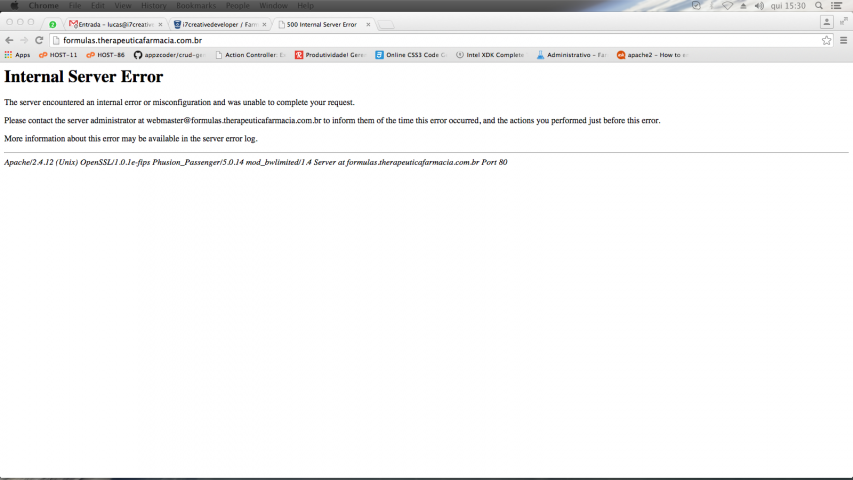 Chrome File Edit View History Bookmarks People Window Help qui 15:30
Entrada – lucas@i7creative
i7creativedeveloper / Farm
500 Internal Server Error
formulas.therapeuticafarmacia.com.br
Apps HOST-11 HOST-86 appzcoder/crud-gen Action Controller: Produtividade! Geren Online CSS3 Code G Intel XDK Complete Administrativo – Far apache2 – How to e
Internal Server Error
The server encountered an internal error or misconfiguration and was unable to complete your request.
Please contact the server administrator at webmaster@formulas.therapeuticafarmacia.com.br to inform them of the time this error occurred, and the actions you performed just before this error.
More information about this error may be available in the server error log.
Apache/2.4.12 (Unix) OpenSSL/1.0.1e-fips Phusion_Passenger/5.0.14 mod_bwlimited/1.4 Server at formulas.therapeuticafarmacia.com.br Port 80